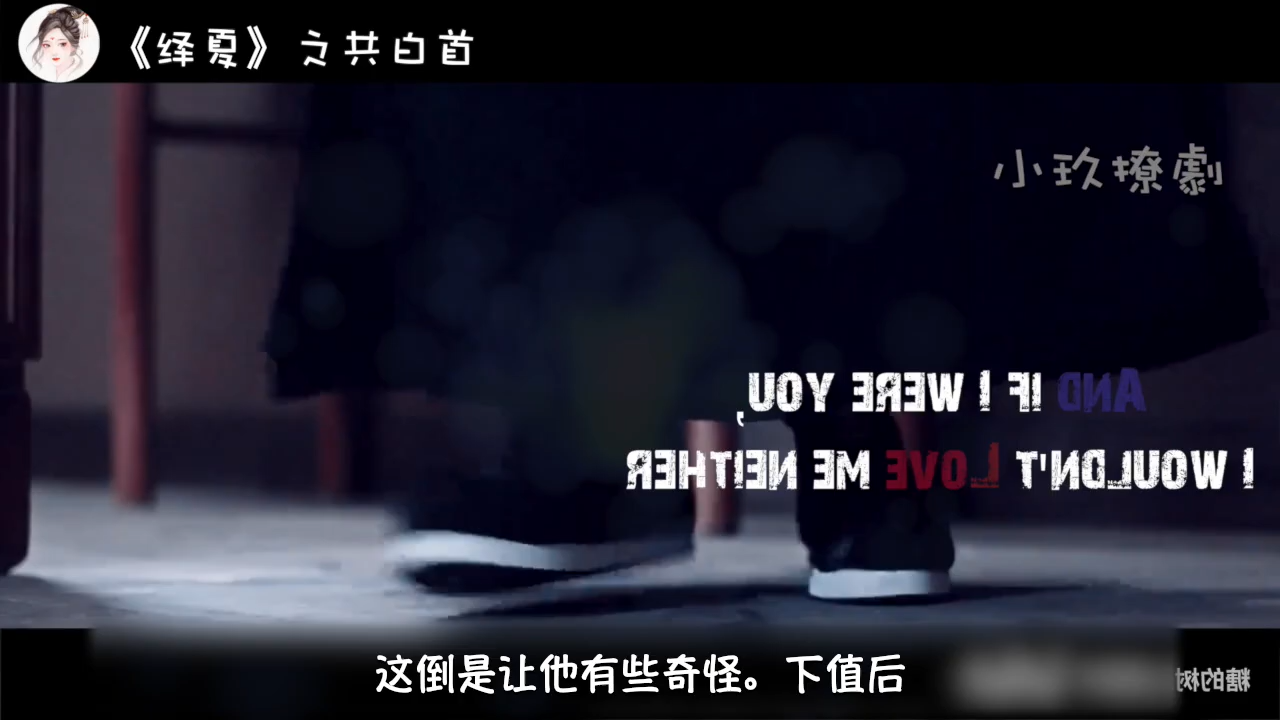 《绎夏》之共白首
小玖撩劇
AND IF I WERE YOU,
I WOULDN'T LOVE ME NEITHER
这倒是让他有些奇怪。下值后
糖的树